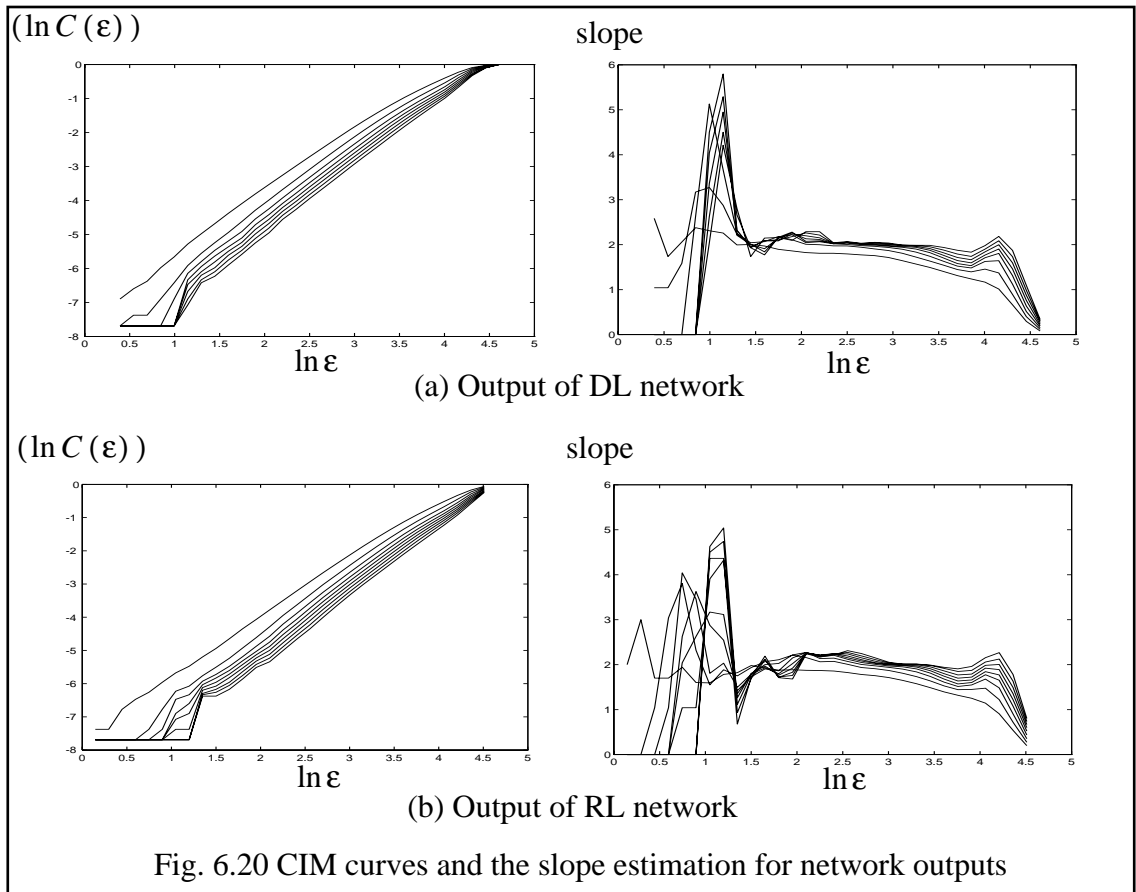 (ln C(ε))
slope
0
-1
-2
-3
-4
-5
-6
-7
-8
0 0.5 1 1.5 2 2.5 3 3.5 4 4.5 5
ln ε
6
5
4
3
2
1
0
0 0.5 1 1.5 2 2.5 3 3.5 4 4.5 5
ln ε
(a) Output of DL network
(ln C(ε))
slope
0
-1
-2
-3
-4
-5
-6
-7
-8
0 0.5 1 1.5 2 2.5 3 3.5 4 4.5 5
ln ε
6
5
4
3
2
1
0
0 0.5 1 1.5 2 2.5 3 3.5 4 4.5 5
ln ε
(b) Output of RL network
Fig. 6.20 CIM curves and the slope estimation for network outputs